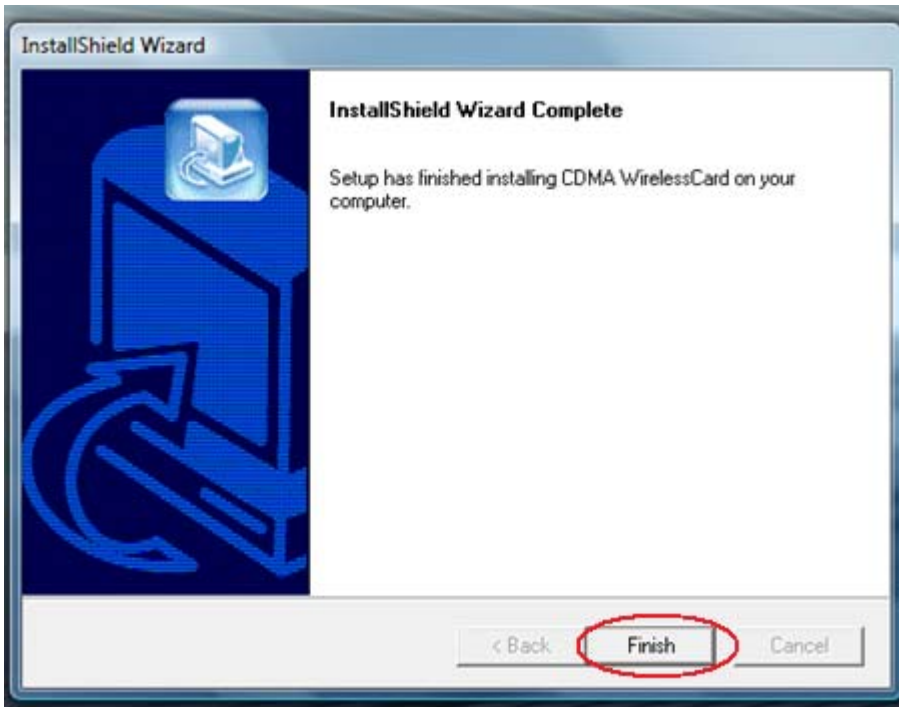 InstallShield Wizard
InstallShield Wizard Complete
Setup has finished installing CDMA WirelessCard on your
computer.
< Back
Finish
Cancel